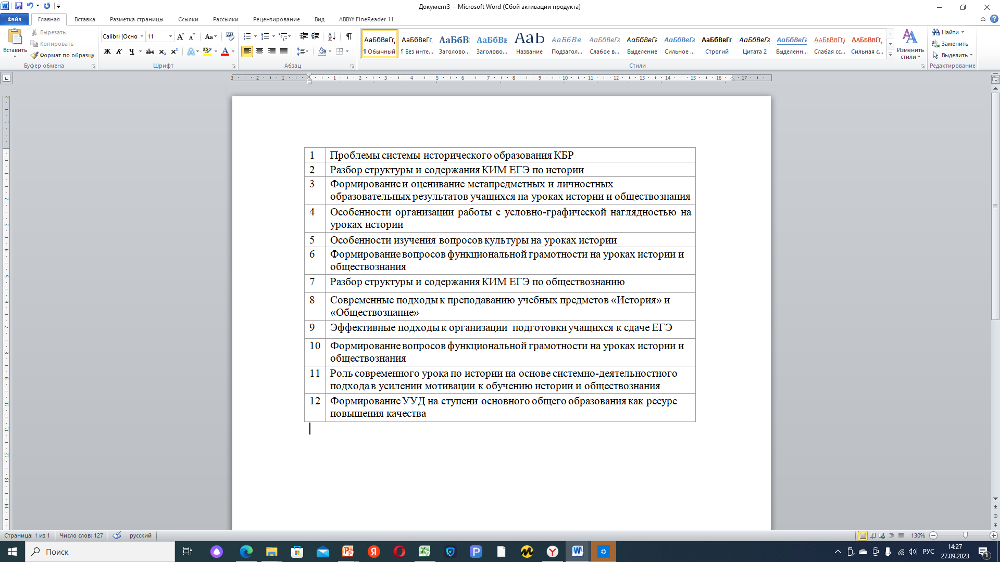 Документ3 - Microsoft Word (Сбой активации продукта)
Файл Главная Вставка Разметка страницы Ссылки Рассылки Рецензирование Вид ABBYY FineReader 11
Вставить
Вырезать
Копировать
Формат по образцу
Буфер обмена
Calibri (Осно 11
Шрифт
Абзац
АаБбВвГг, АаБбВвГг, АаБбВ АаБбВв АаБ АаБбВв. АаБбВвГг АаБбВвГг АаБбВвГг АаБбВвГг, АаБбВвГг АаБбВвГг АаБбВвГг, АаБбВвГг,
¶ Обычный ¶ Без инте... Заголово... Заголово... Название Подзагол... Слабое в... Выделение Сильное ... Строгий Цитата 2 Выделенн... Слабая сс... Сильная с...
Стили
Изменить
стили
Найти
Заменить
Выделить
Редактирование
1 Проблемы системы исторического образования КБР
2 Разбор структуры и содержания КИМ ЕГЭ по истории
3 Формирование и оценивание метапредметных и личностных
образовательных результатов учащихся на уроках истории и обществознания
4 Особенности организации работы с условно-графической наглядностью на
уроках истории
5 Особенности изучения вопросов культуры на уроках истории
6 Формирование вопросов функциональной грамотности на уроках истории и
обществознания
7 Разбор структуры и содержания КИМ ЕГЭ по обществознанию
8 Современные подходы к преподаванию учебных предметов «История» и
«Обществознание»
9 Эффективные подходы к организации подготовки учащихся к сдаче ЕГЭ
10 Формирование вопросов функциональной грамотности на уроках истории и
обществознания
11 Роль современного урока по истории на основе системно-деятельностного
подхода в усилении мотивации к обучению истории и обществознания
12 Формирование УУД на ступени основного общего образования как ресурс
повышения качества
Страница: 1 из 1 Число слов: 127 русский 130%
Поиск
РУС
14:27
27.09.2023